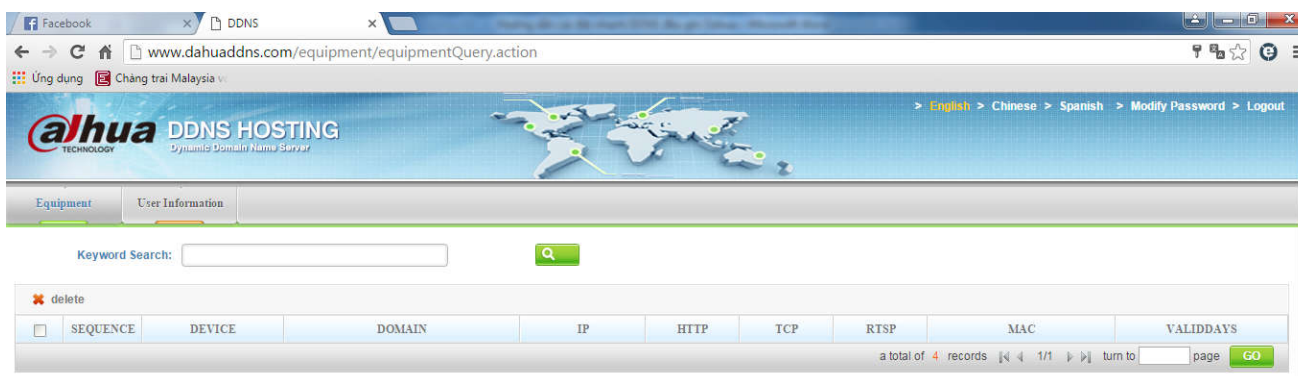 Facebook
DDNS
www.dahuaddns.com/equipment/equipmentQuery.action
Ứng dụng Chàng trai Malaysia v
> English > Chinese > Spanish > Modify Password > Logout
alhua DDNS HOSTING
TECHNOLOGY Dynamic Domain Name Server
Equipment User Information
Keyword Search:
delete
SEQUENCE DEVICE DOMAIN IP HTTP TCP RTSP MAC VALIDDAYS
a total of 4 records 1/1 turn to page GO